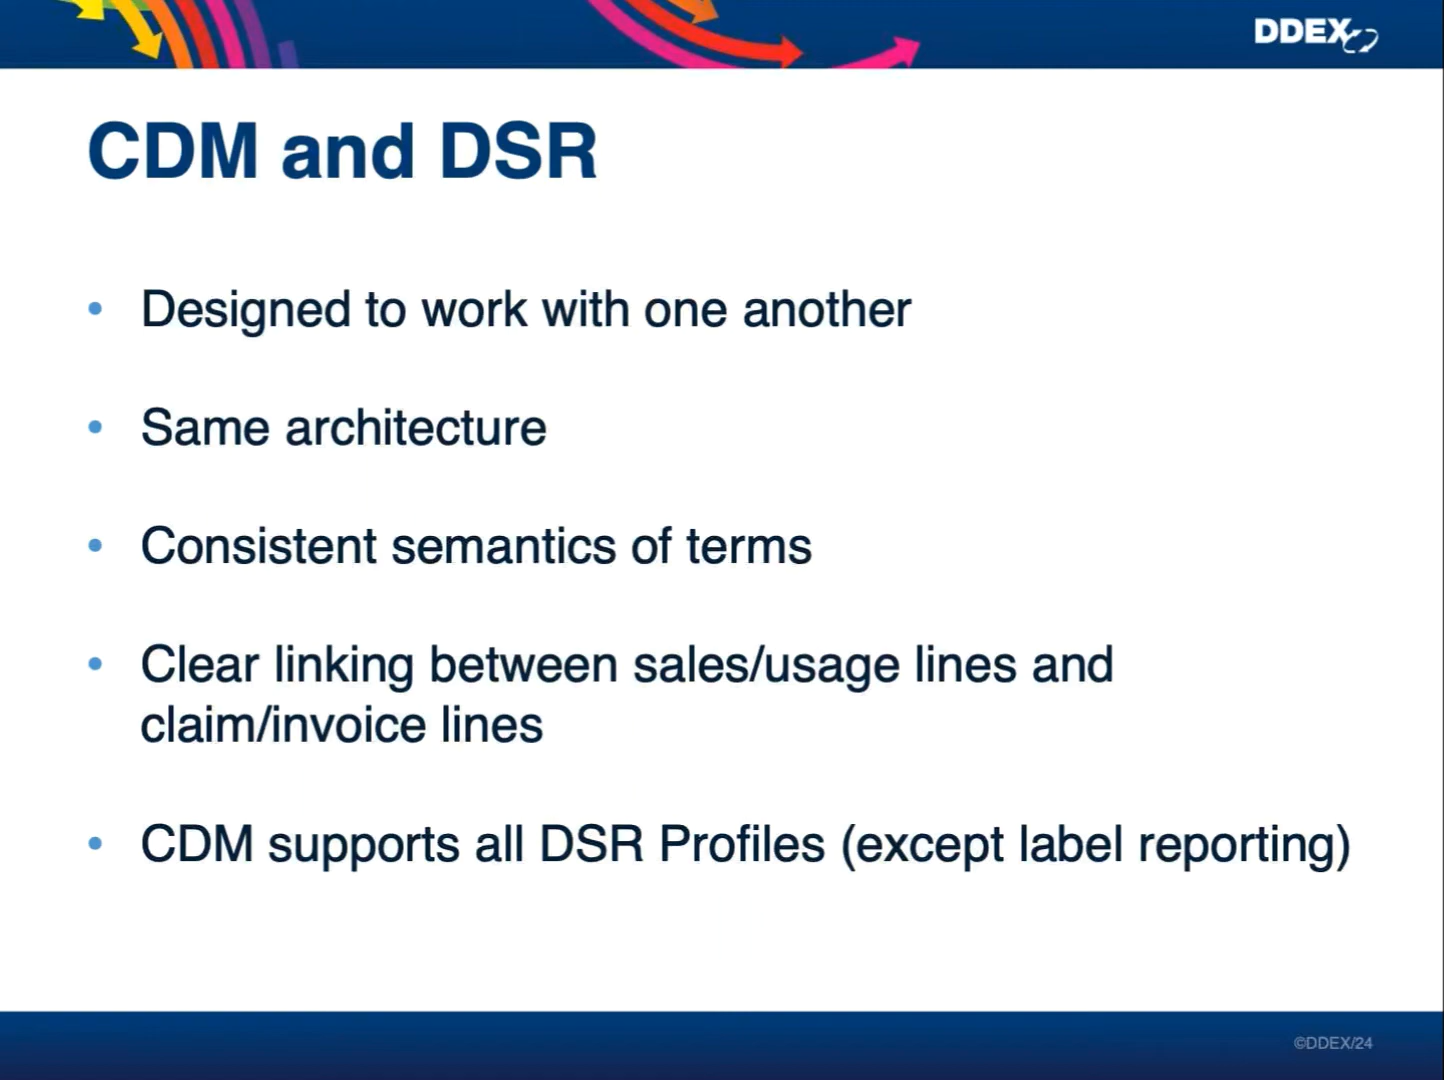 DDEX
CDM and DSR
• Designed to work with one another
• Same architecture
• Consistent semantics of terms
• Clear linking between sales/usage lines and
claim/invoice lines
• CDM supports all DSR Profiles (except label reporting)
©DDEX/24